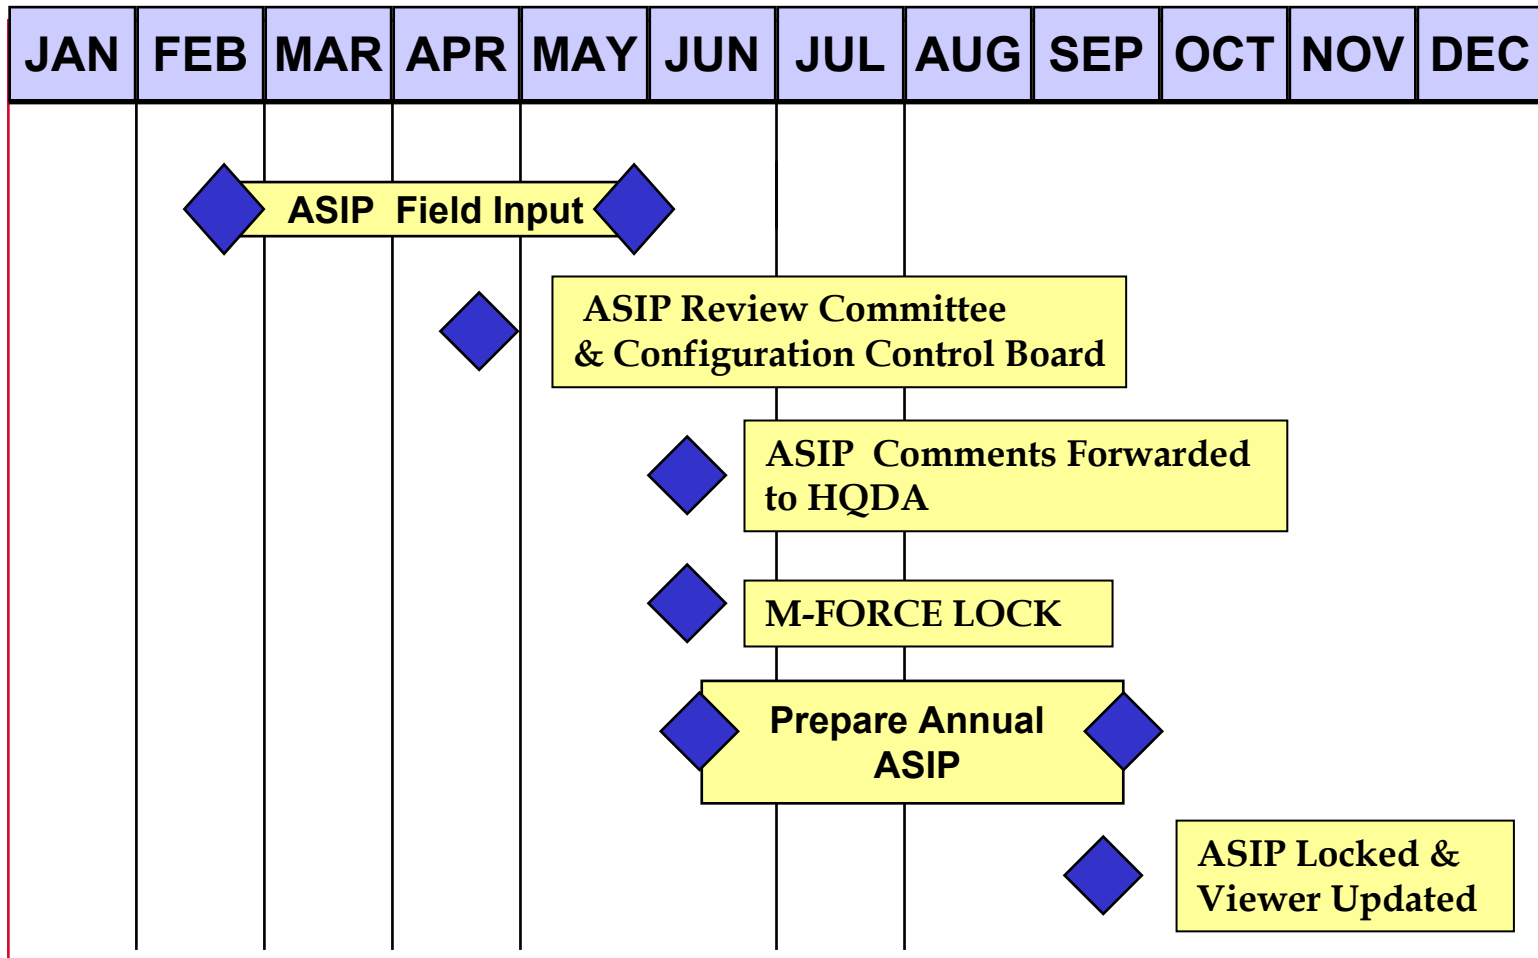 JAN FEB MAR APR MAY JUN JUL AUG SEP OCT NOV DEC
ASIP Field Input
ASIP Review Committee
& Configuration Control Board
ASIP Comments Forwarded
to HQDA
M-FORCE LOCK
Prepare Annual
ASIP
ASIP Locked &
Viewer Updated